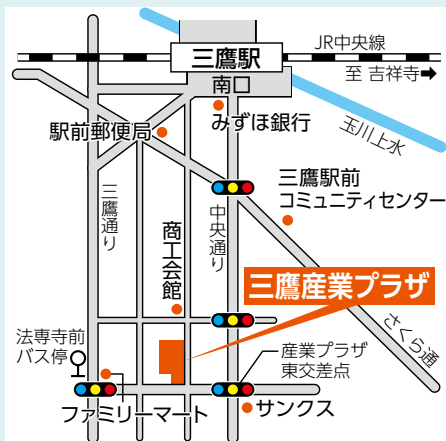 三鷹駅
JR中央線
至 吉祥寺
南口
みずほ銀行
玉川上水
駅前郵便局
三鷹駅前
コミュニティセンター
三鷹通り
商工会館
中央通り
三鷹産業プラザ
さくら通
法専寺前
バス停
産業プラザ
東交差点
ファミリーマート
サンクス